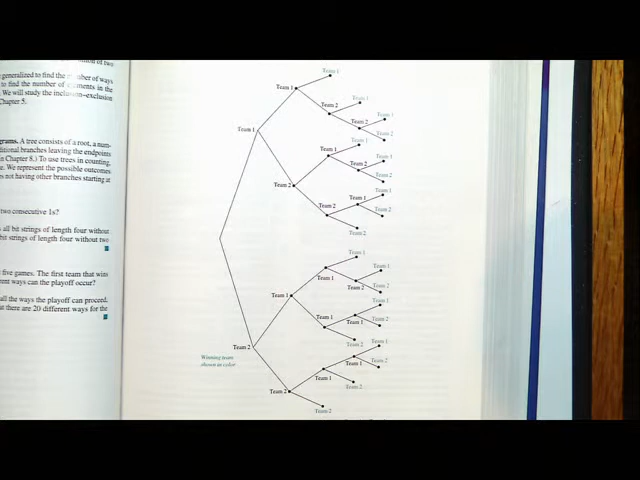 ion of two
generalized to find the number of ways
to find the number of elements in the
We will study the inclusion–exclusion
Chapter 5.
grams. A tree consists of a root, a num-
ditional branches leaving the endpoints
n Chapter 8.) To use trees in counting,
e. We represent the possible outcomes
s not having other branches starting at
two consecutive 1s?
all bit strings of length four without
bit strings of length four without two
five games. The first team that wins
rent ways can the playoff occur?
all the ways the playoff can proceed.
at there are 20 different ways for the
Team 1
Team 1
Team 1
Team 2
Team 1
Team 2
Team 1
Team 2
Team 1
Team 1
Team 1
Team 2
Team 1
Team 2
Team 2
Team 1
Team 2
Team 1
Team 2
Team 2
Team 1
Team 1
Team 1
Team 2
Team 2
Team 1
Team 1
Team 1
Team 1
Team 2
Team 2
Team 2
Winning team
shown in color
Team 1
Team 1
Team 2
Team 1
Team 2
Team 2
Team 2